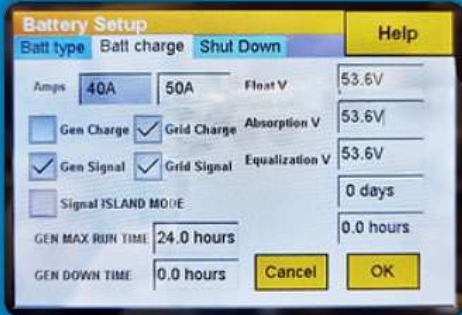 Battery Setup
Help
Batt type Batt charge Shut Down
Amps 40A 50A Float V 53.6V
Gen Charge Grid Charge Absorption V 53.6V
Gen Signal Grid Signal Equalization V 53.6V
Signal ISLAND MODE 0 days
GEN MAX RUN TIME 24.0 hours 0.0 hours
GEN DOWN TIME 0.0 hours Cancel OK